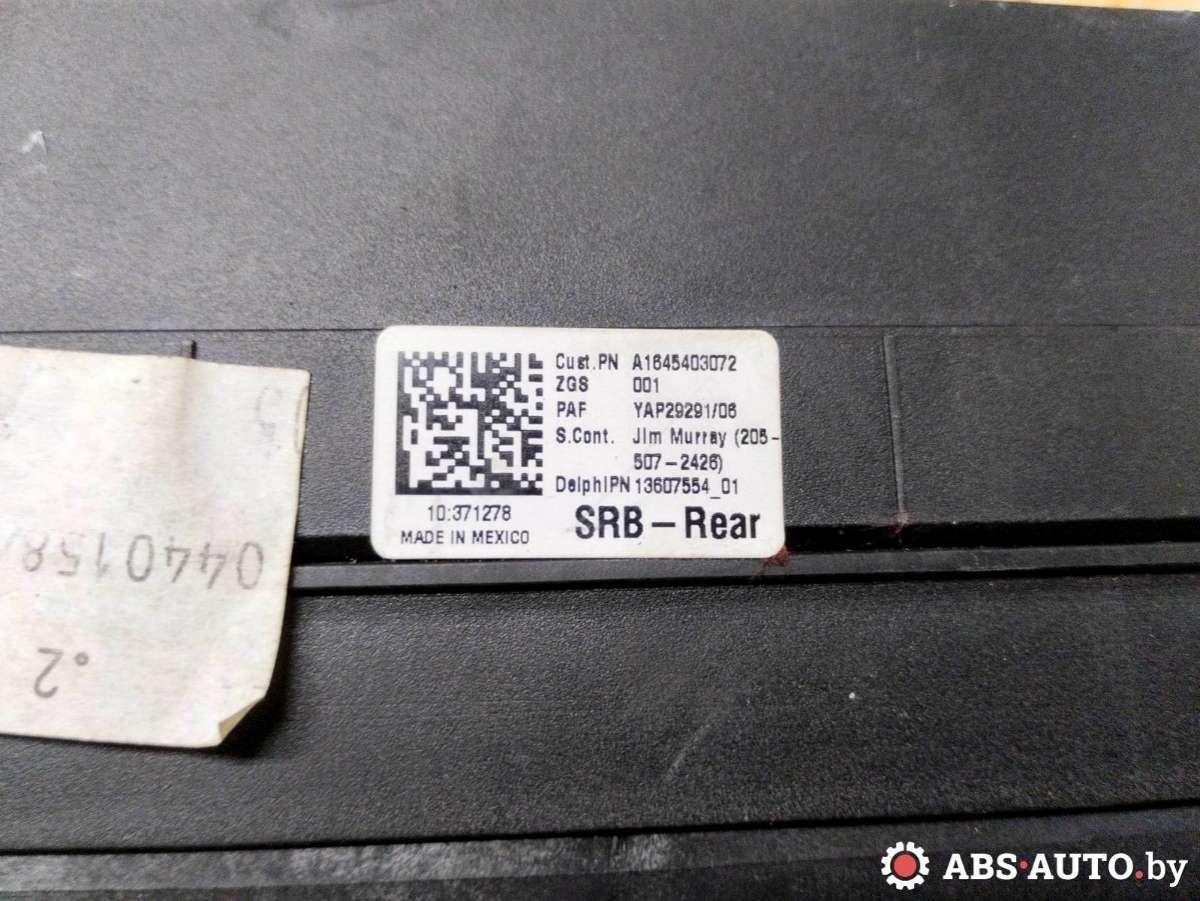 Cust.PN A1645403072
ZGS 001
PAF YAP29291/06
S.Cont. Jim Murray (205-
507-2426)
DelphiPN 13607554_01
10:371278
MADE IN MEXICO
SRB-Rear
0440158
.2
ABS·AUTO.by